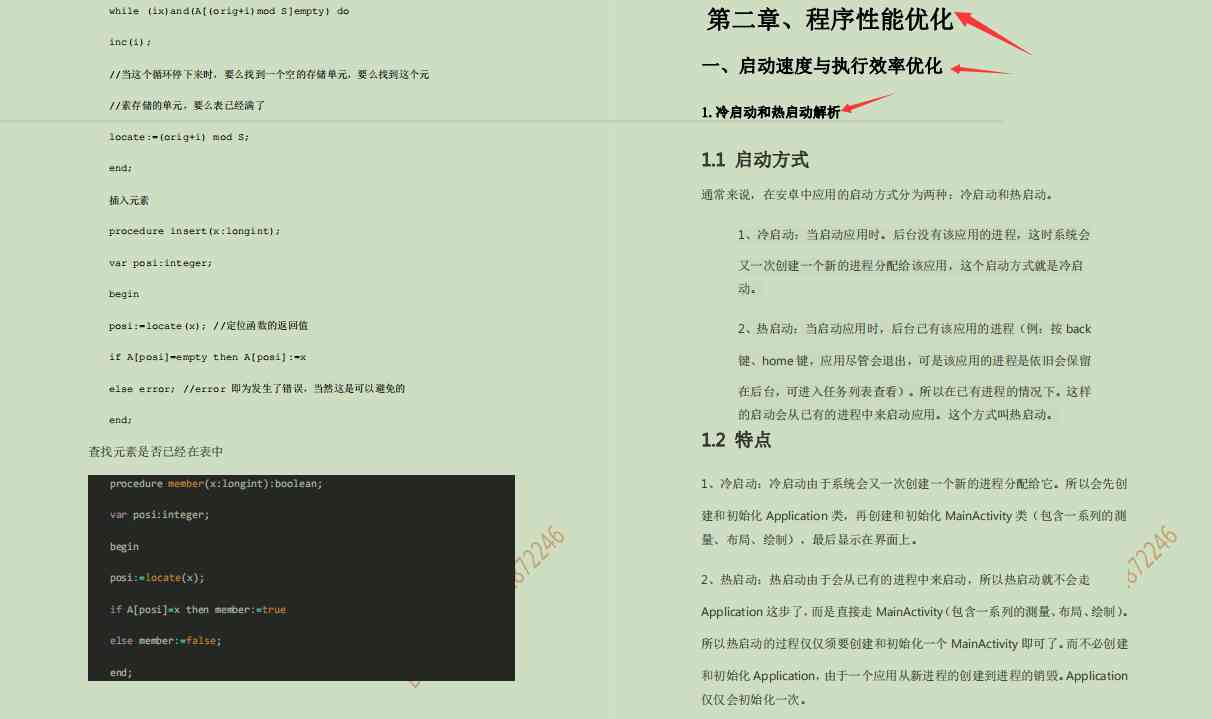 while (ix)and(A[(orig+i)mod S]empty) do
inc(i);
//当这个循环停下来时，要么找到一个空的存储单元，要么找到这个元
//素存储的单元，要么表已经满了
locate:=(orig+i) mod S;
end;
插入元素
procedure insert(x:longint);
var posi:integer;
begin
posi:=locate(x); //定位函数的返回值
if A[posi]=empty then A[posi]:=x
else error; //error 即为发生了错误，当然这是可以避免的
end;
查找元素是否已经在表中
procedure member(x:longint):boolean;
var posi:integer;
begin
posi:=locate(x);
if A[posi]=x then member:=true
else member:=false;
end;
第二章、程序性能优化
一、启动速度与执行效率优化
1. 冷启动和热启动解析
1.1 启动方式
通常来说，在安卓中应用的启动方式分为两种：冷启动和热启动。
1、冷启动：当启动应用时。后台没有该应用的进程，这时系统会
又一次创建一个新的进程分配给该应用，这个启动方式就是冷启
动。
2、热启动：当启动应用时，后台已有该应用的进程（例：按 back
键、home 键，应用尽管会退出，可是该应用的进程是依旧会保留
在后台，可进入任务列表查看）。所以在已有进程的情况下。这样
的启动会从已有的进程中来启动应用。这个方式叫热启动。
1.2 特点
1、冷启动：冷启动由于系统会又一次创建一个新的进程分配给它。所以会先创
建和初始化 Application 类，再创建和初始化 MainActivity 类（包含一系列的测
量、布局、绘制）、最后显示在界面上。
2、热启动：热启动由于会从已有的进程中来启动，所以热启动就不会走
Application 这步了，而是直接走 MainActivity（包含一系列的测量、布局、绘制）。
所以热启动的过程仅仅须要创建和初始化一个 MainActivity 即可了。而不必创建
和初始化 Application，由于一个应用从新进程的创建到进程的销毁。Application
仅仅会初始化一次。
872246
872246